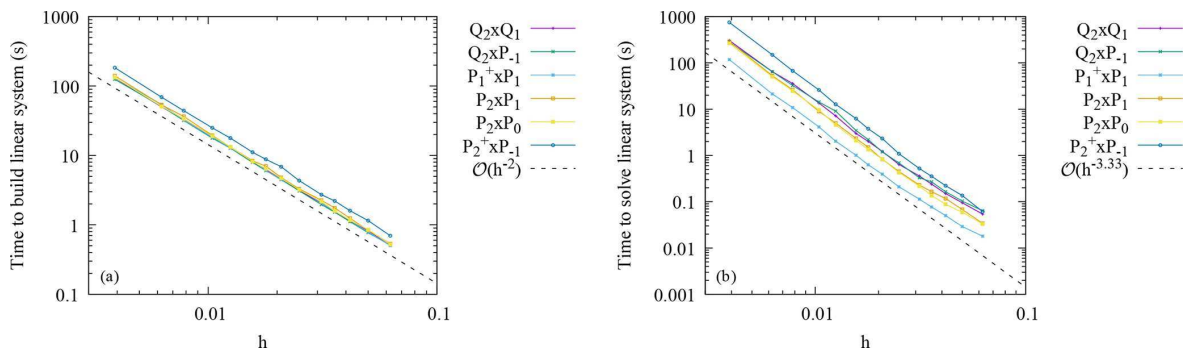 Time to build linear system (s)
1000
100
10
1
0.1
0.01
0.1
h
(a)
Q₂xQ₁
Q₂xP₋₁
P₁⁺xP₁
P₂xP₁
P₂xP₀
P₂⁺xP₋₁
𝒪(h⁻²)
Time to solve linear system (s)
1000
100
10
1
0.1
0.01
0.001
0.01
0.1
h
(b)
Q₂xQ₁
Q₂xP₋₁
P₁⁺xP₁
P₂xP₁
P₂xP₀
P₂⁺xP₋₁
𝒪(h⁻³·³³)